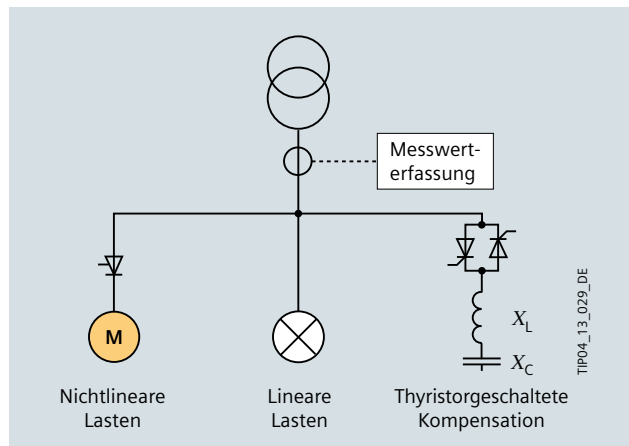 Messwert-
erfassung
M
X_L
X_C
TIP04_13_029_DE
Nichtlineare
Lasten
Lineare
Lasten
Thyristorgeschaltete
Kompensation